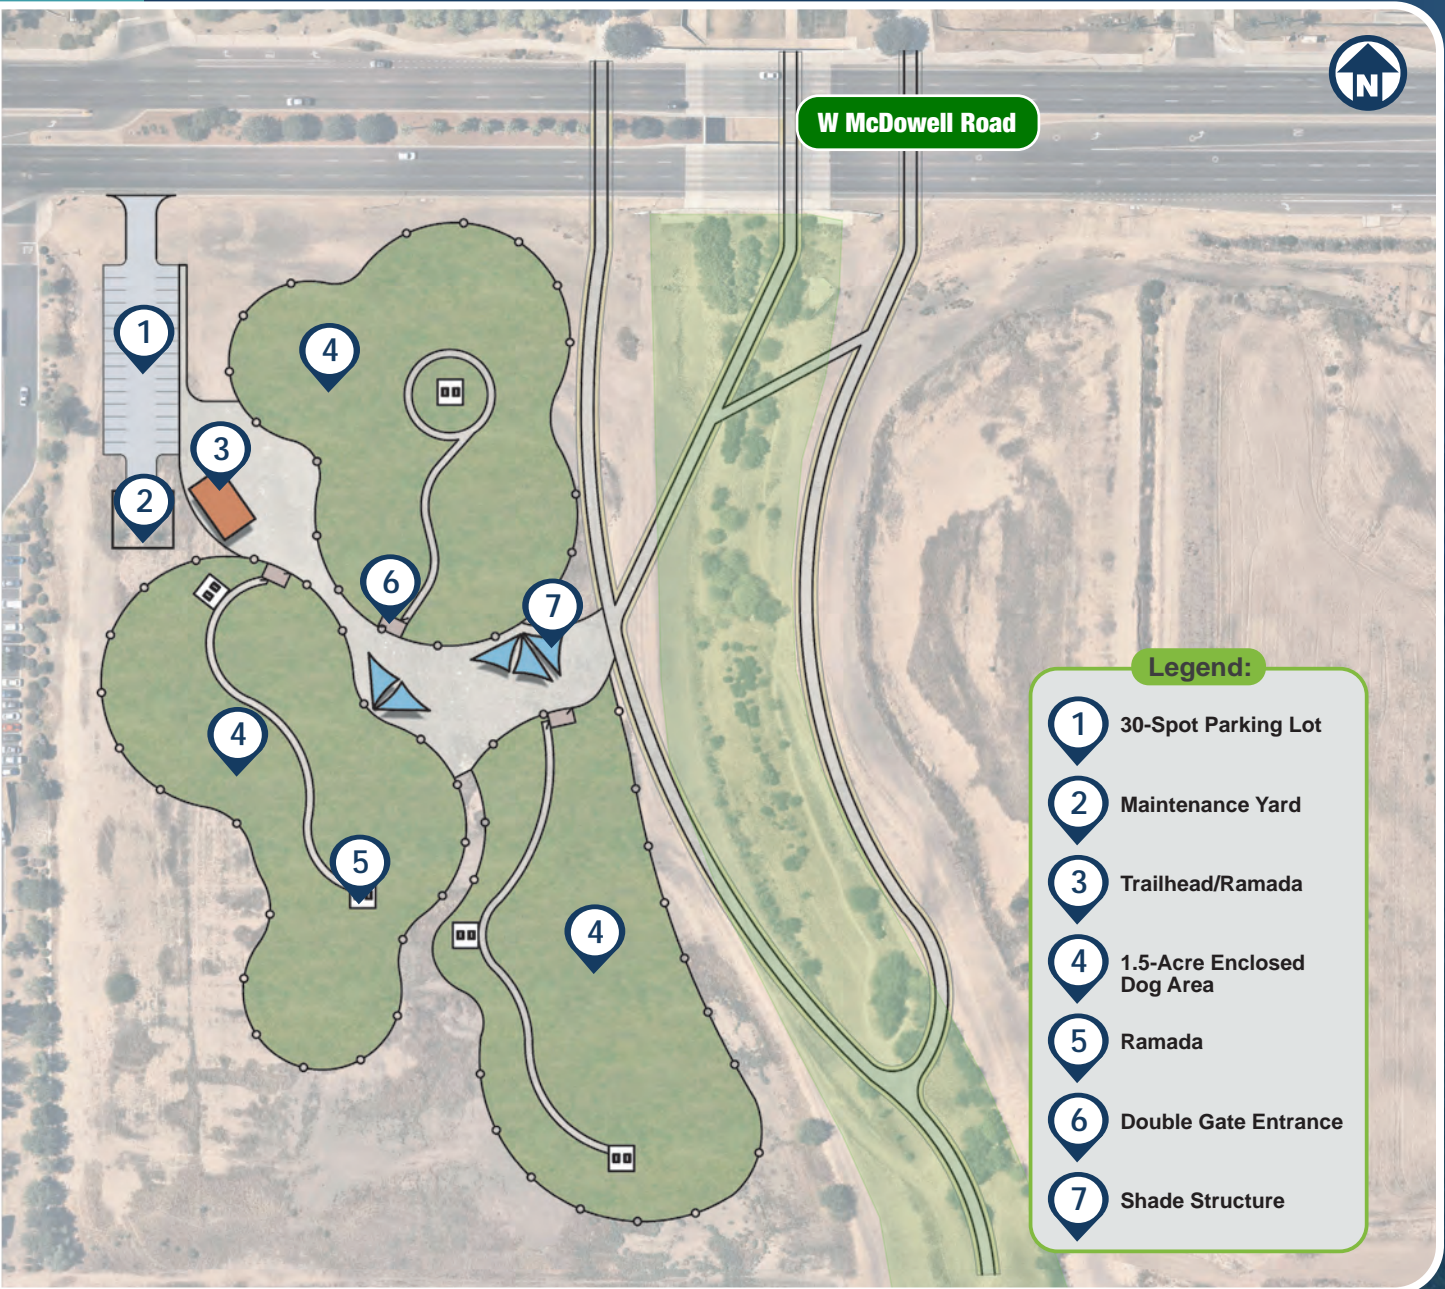 N
W McDowell Road
1
4
3
2
6
7
4
5
4
Legend:
1 30-Spot Parking Lot
2 Maintenance Yard
3 Trailhead/Ramada
4 1.5-Acre Enclosed
Dog Area
5 Ramada
6 Double Gate Entrance
7 Shade Structure